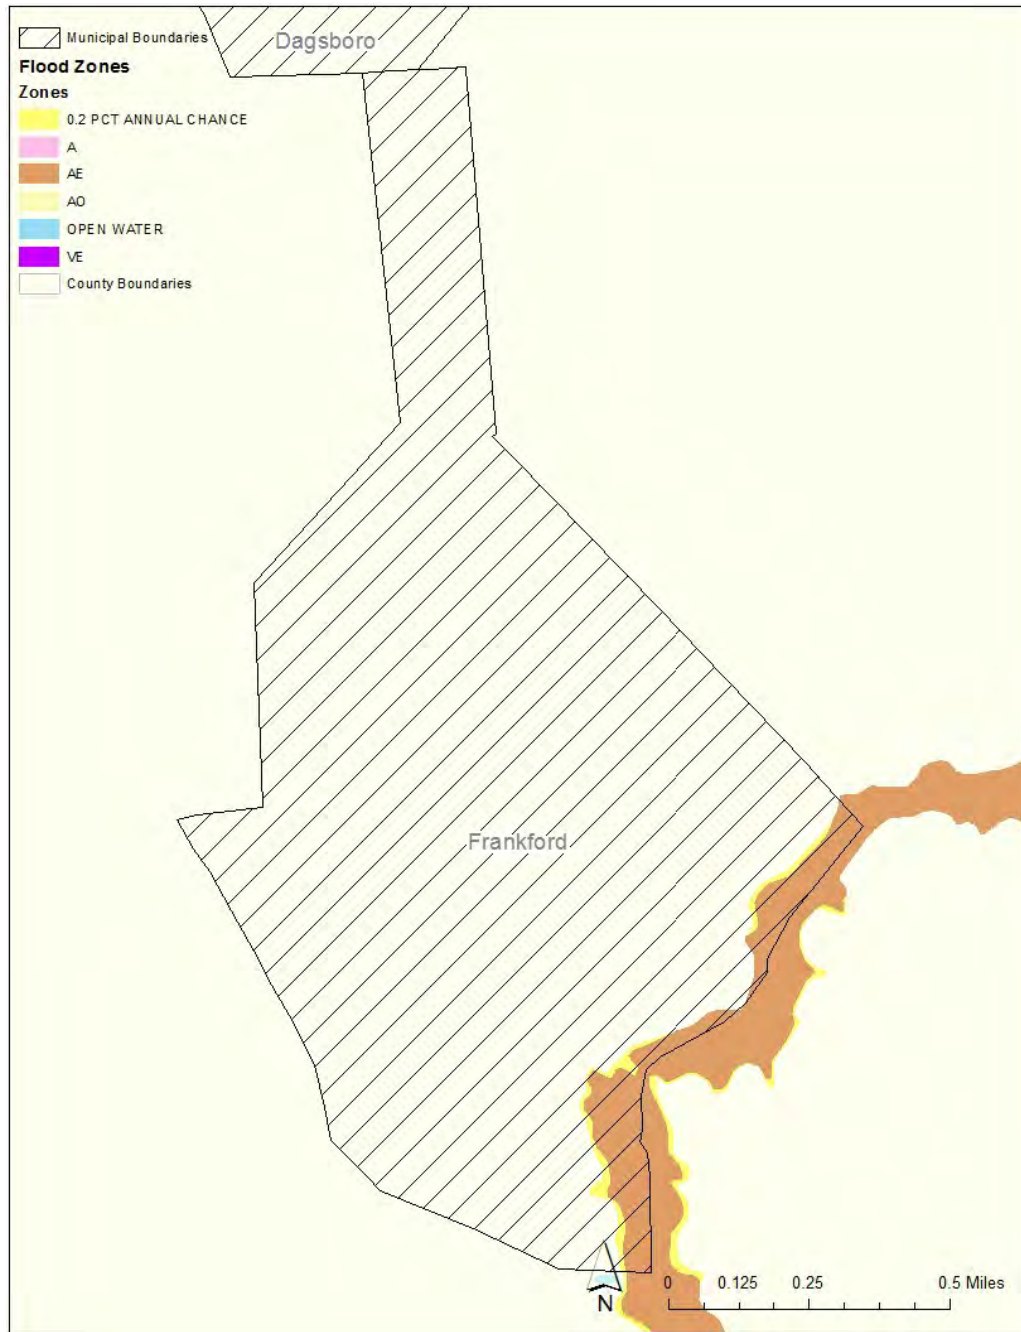 Municipal Boundaries
Dagsboro
Flood Zones
Zones
0.2 PCT ANNUAL CHANCE
A
AE
AO
OPEN WATER
VE
County Boundaries
Frankford
N
0 0.125 0.25 0.5 Miles